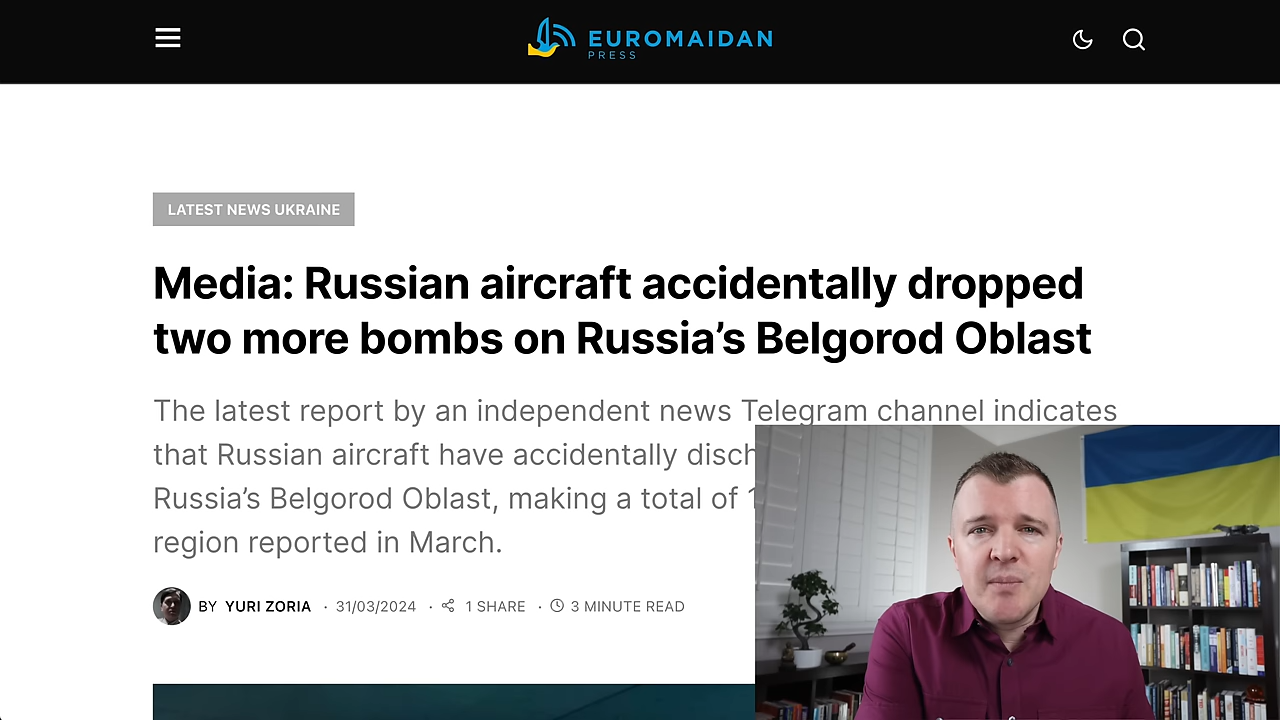 EUROMAIDAN
PRESS
LATEST NEWS UKRAINE
Media: Russian aircraft accidentally dropped
two more bombs on Russia’s Belgorod Oblast
The latest report by an independent news Telegram channel indicates
that Russian aircraft have accidentally disch
Russia’s Belgorod Oblast, making a total of 1
region reported in March.
BY YURI ZORIA · 31/03/2024 · 1 SHARE · 3 MINUTE READ